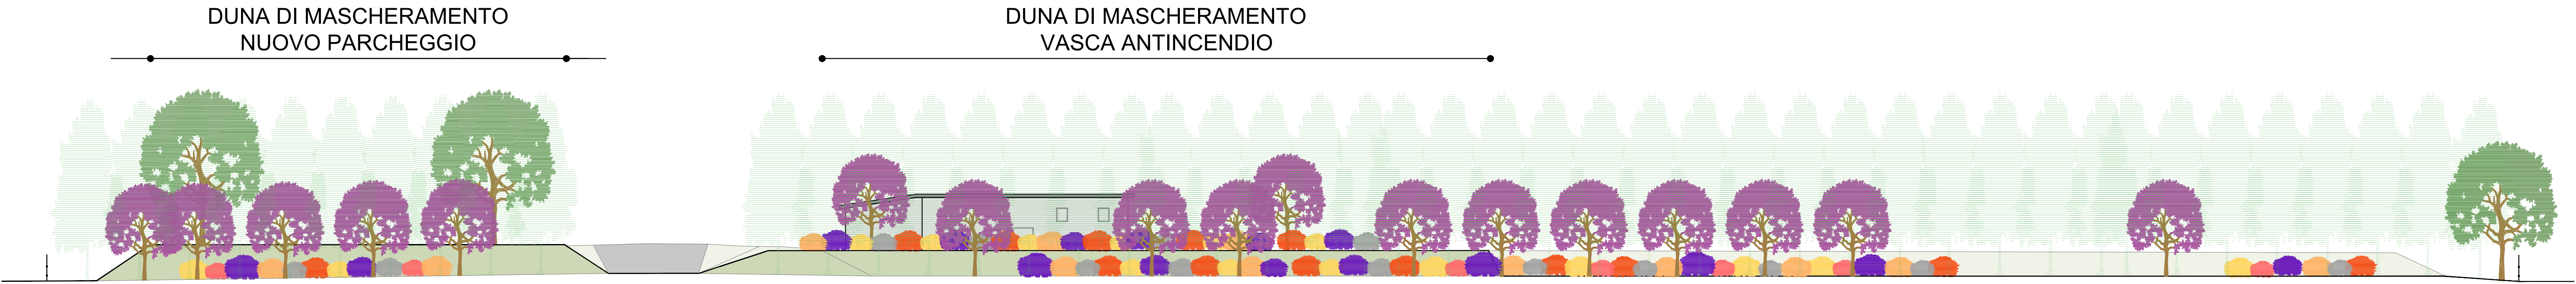 DUNA DI MASCHERAMENTO
NUOVO PARCHEGGIO
DUNA DI MASCHERAMENTO
VASCA ANTINCENDIO